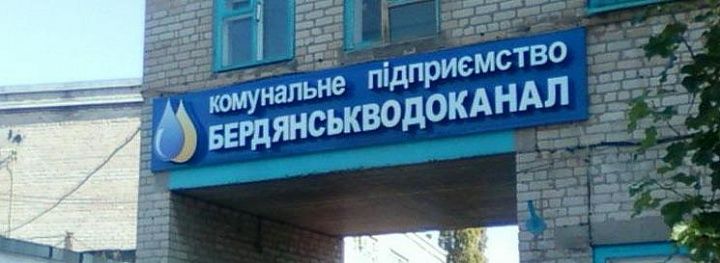 комунальне підприємство
БЕРДЯНСЬКВОДОКАНАЛ